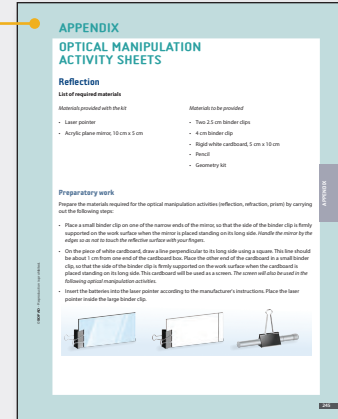 APPENDIX
OPTICAL MANIPULATION
ACTIVITY SHEETS
Reflection
List of required materials
Materials provided with the kit
• Laser pointer
• Acrylic plane mirror, 10 cm x 5 cm
Materials to be provided
• Two 2.5 cm binder clips
• 4 cm binder clip
• Rigid white cardboard, 5 cm x 10 cm
• Pencil
• Geometry kit
Preparatory work
Prepare the materials required for the optical manipulation activities (reflection, refraction, prism) by carrying
out the following steps:
• Place a small binder clip on one of the narrow ends of the mirror, so that the side of the binder clip is firmly
supported on the work surface when the mirror is placed standing on its long side. Handle the mirror by the
edges so as not to touch the reflective surface with your fingers.
• On the piece of white cardboard, draw a line perpendicular to its long side using a square. This line should
be about 1 cm from one end of the cardboard box. Place the other end of the cardboard in a small binder
clip, so that the side of the binder clip is firmly supported on the work surface when the cardboard is
placed standing on its long side. This cardboard will be used as a screen. The screen will also be used in the
following optical manipulation activities.
• Insert the batteries into the laser pointer according to the manufacturer's instructions. Place the laser
pointer inside the large binder clip.
APPENDIX
245